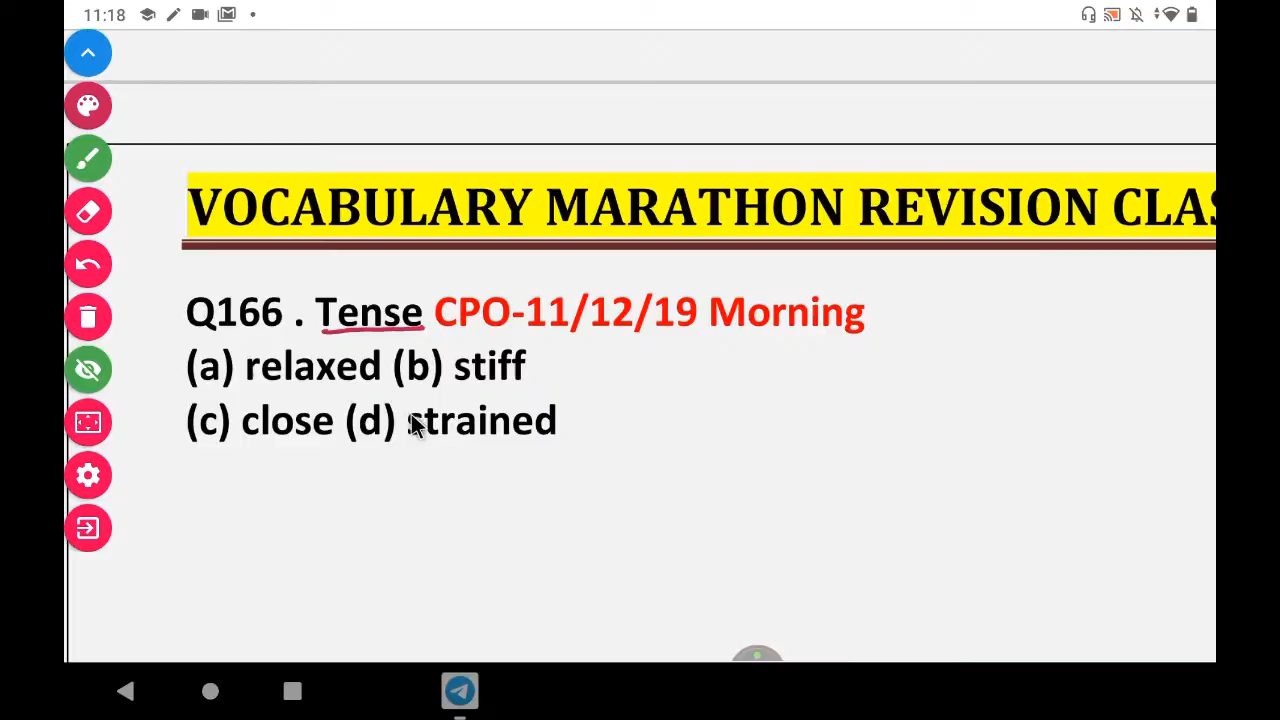 11:18
VOCABULARY MARATHON REVISION CLAS
Q166 . Tense CPO-11/12/19 Morning
(a) relaxed (b) stiff
(c) close (d) strained